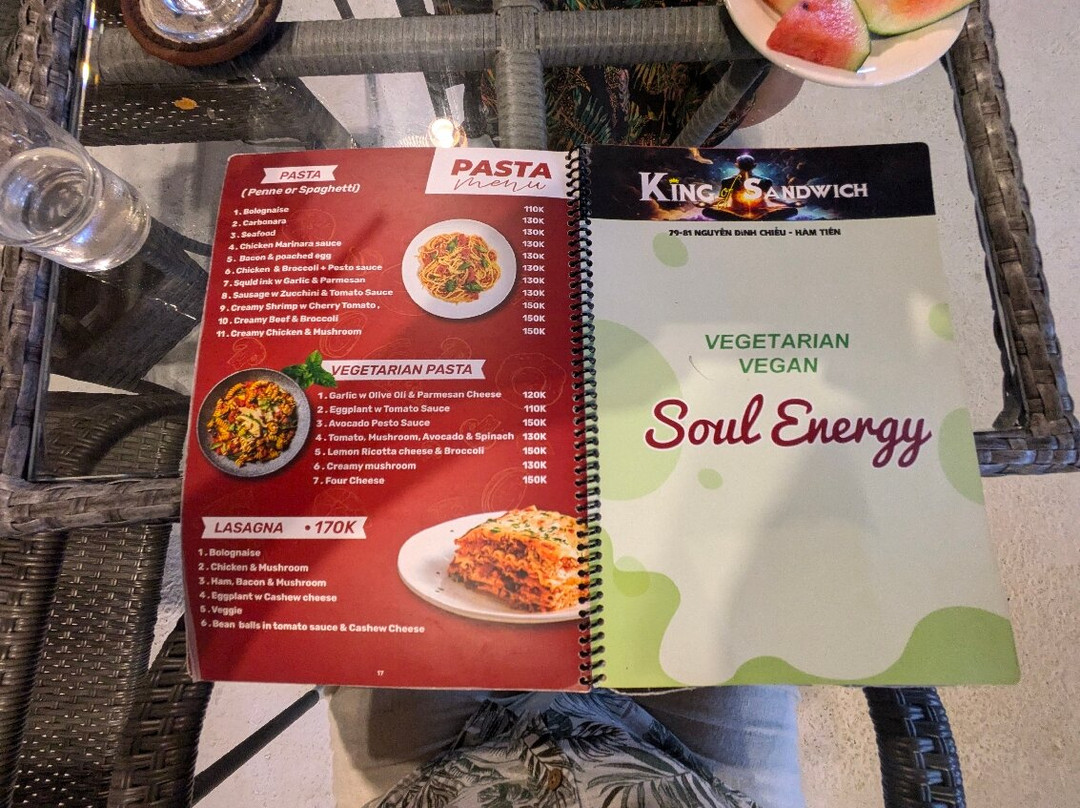 PASTA
menu
PASTA
(Penne or Spaghetti)
1. Bolognaise 110K
2. Carbonara 130K
3. Seafood 130K
4. Chicken Marinara sauce 130K
5. Bacon & poached egg 130K
6. Chicken & Broccoli + Pesto sauce 130K
7. Squid ink w Garlic & Parmesan 130K
8. Sausage w Zucchini & Tomato Sauce 130K
9. Creamy Shrimp w Cherry Tomato, 150K
10. Creamy Beef & Broccoli 150K
11. Creamy Chicken & Mushroom 150K
VEGETARIAN PASTA
1. Garlic w Olive Oli & Parmesan Cheese 120K
2. Eggplant w Tomato Sauce 110K
3. Avocado Pesto Sauce 150K
4. Tomato, Mushroom, Avocado & Spinach 130K
5. Lemon Ricotta cheese & Broccoli 150K
6. Creamy mushroom 130K
7. Four Cheese 150K
LASAGNA • 170K
1. Bolognaise
2. Chicken & Mushroom
3. Ham, Bacon & Mushroom
4. Eggplant w Cashew cheese
5. Veggie
6. Bean balls in tomato sauce & Cashew Cheese
17
KING of SANDWICH
79-81 NGUYỄN ĐÌNH CHIỂU - HÀM TIẾN
VEGETARIAN
VEGAN
Soul Energy